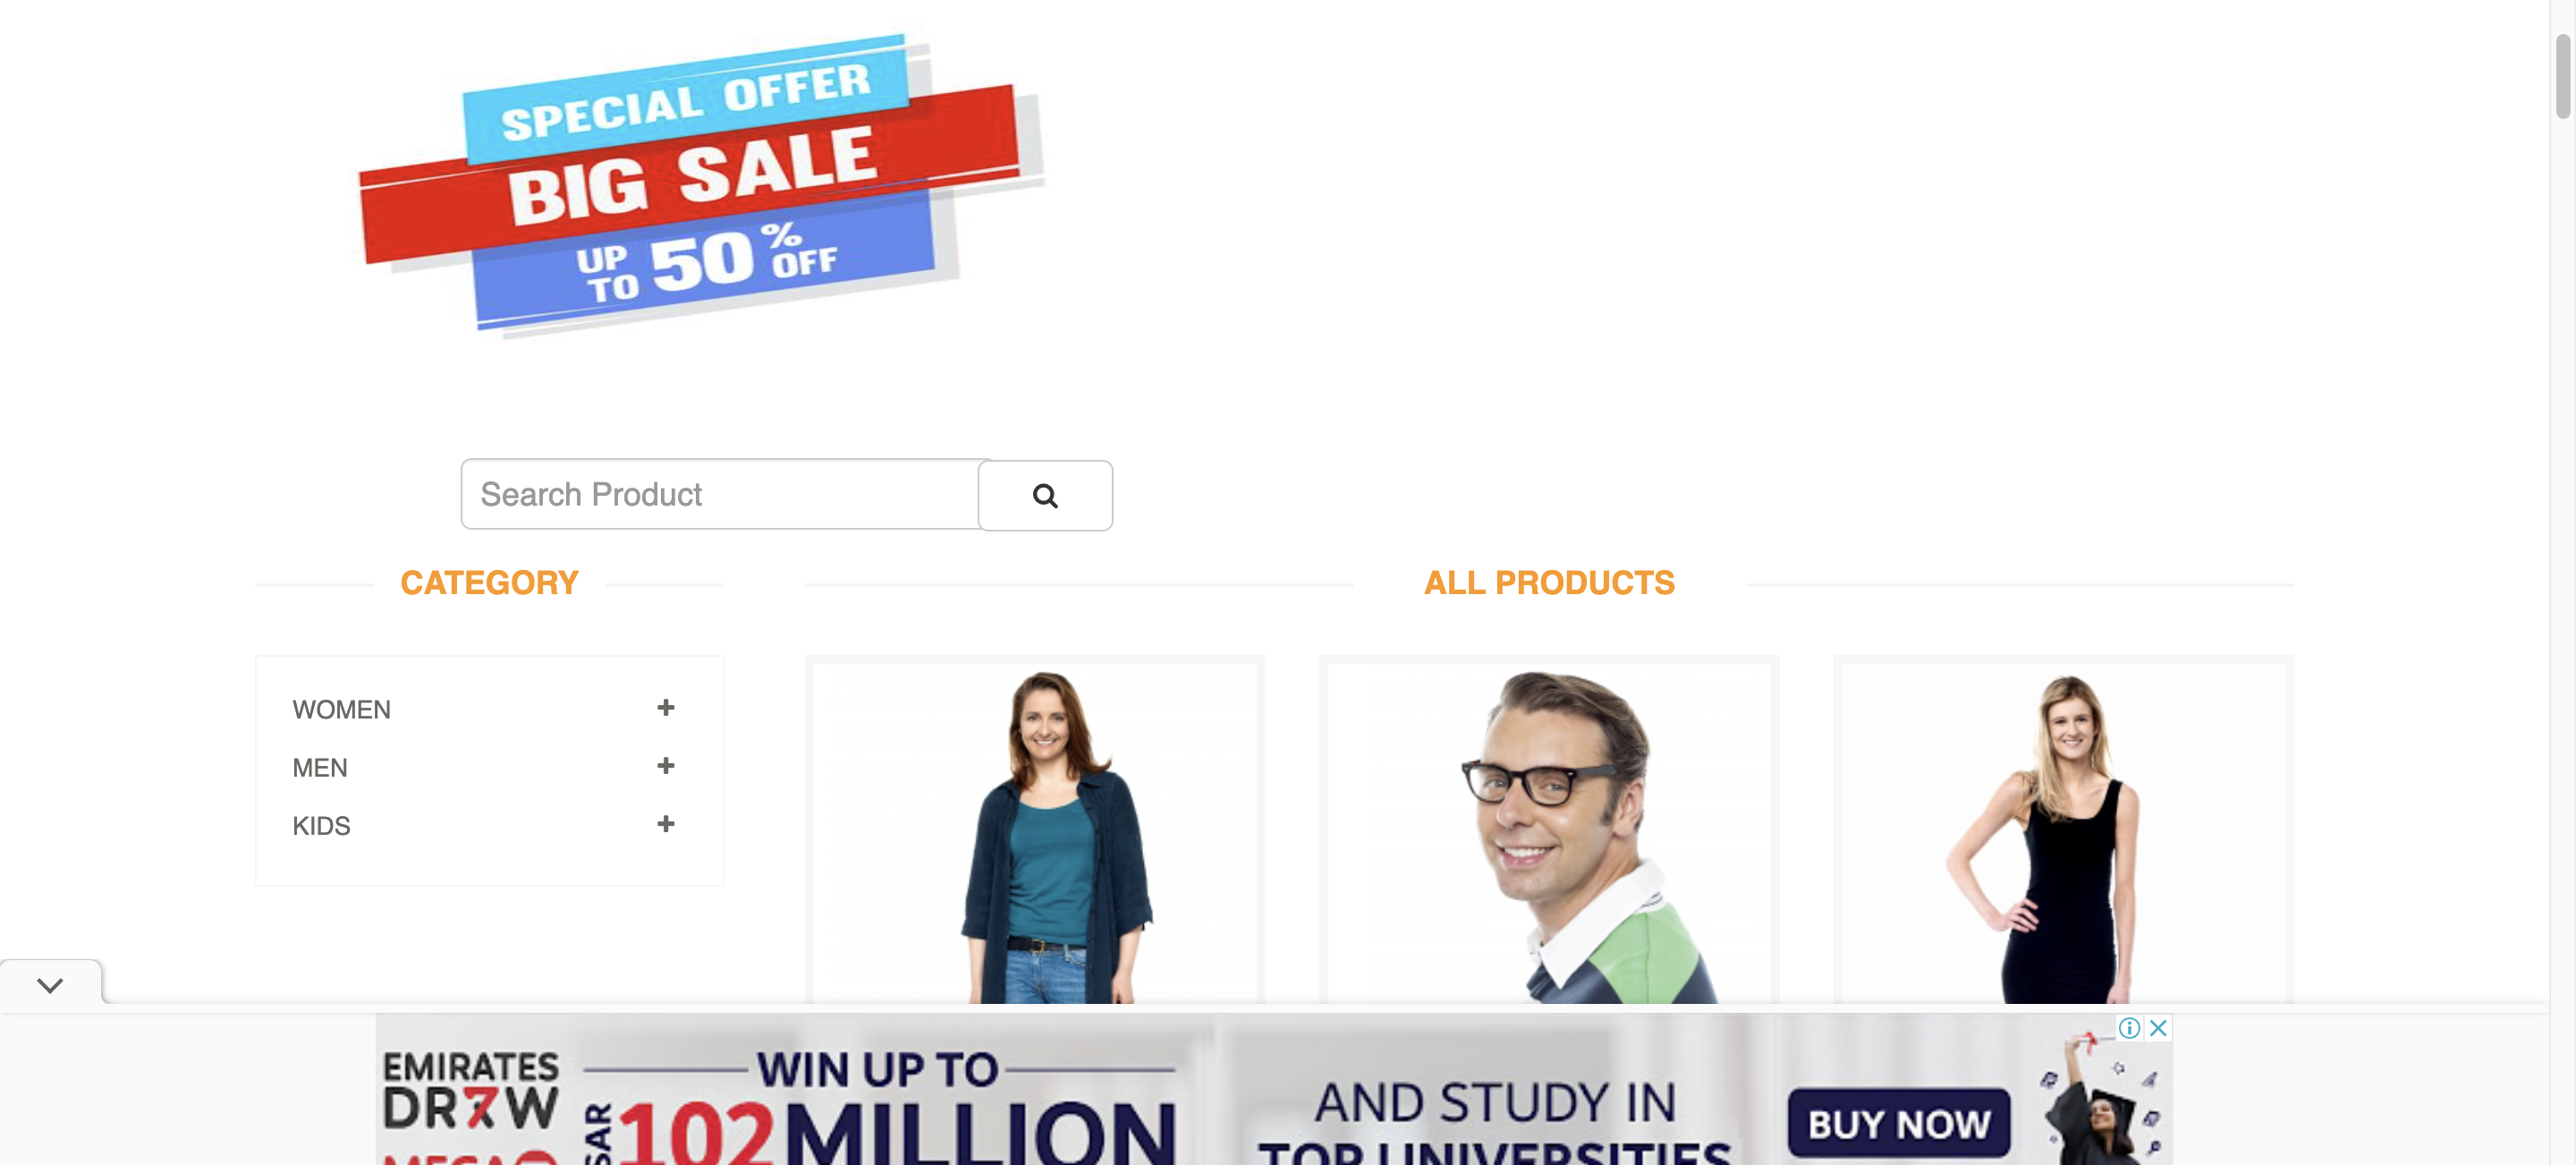 SPECIAL OFFER
BIG SALE
UP TO 50% OFF
Search Product
CATEGORY
ALL PRODUCTS
WOMEN
MEN
KIDS
EMIRATES
DR7W
WIN UP TO
SAR 102 MILLION
AND STUDY IN
TOP UNIVERSITIES
BUY NOW
MEGA